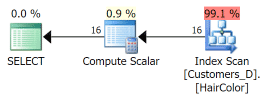 0.0 %
0.9 %
99.1 %
16
16
SELECT
Compute Scalar
Index Scan
[Customers_D].
[HairColor]